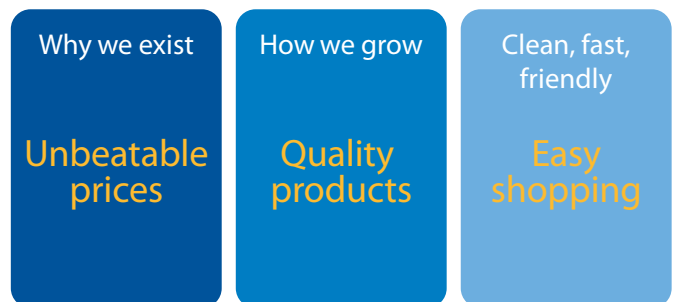 Why we exist
Unbeatable
prices
How we grow
Quality
products
Clean, fast,
friendly
Easy
shopping